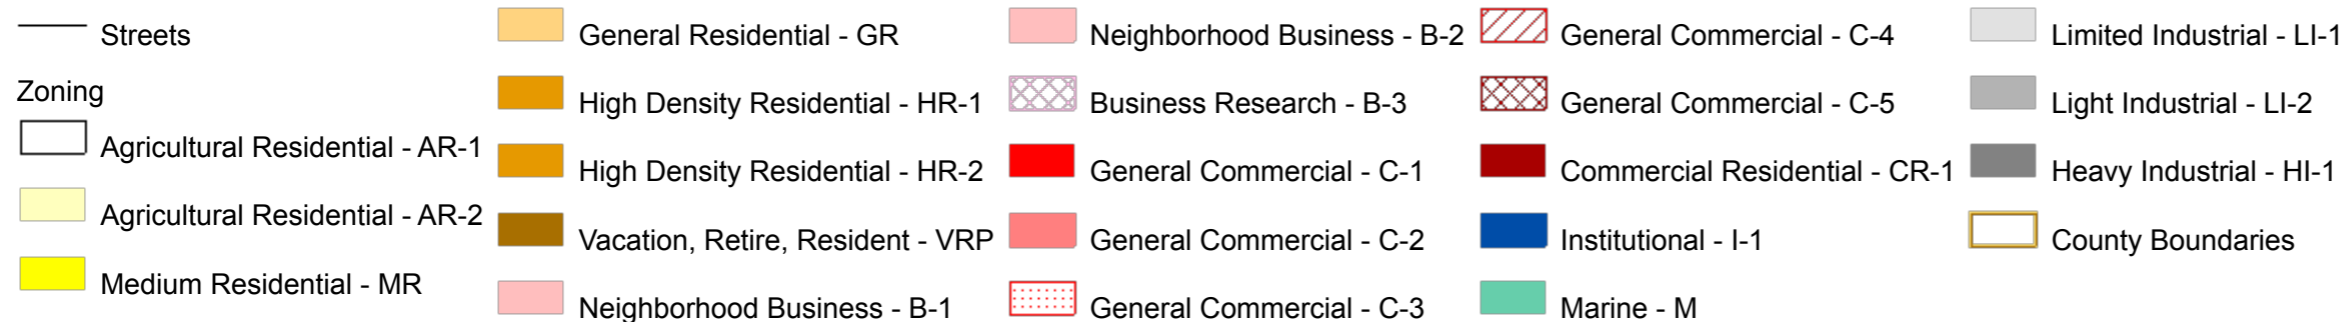 Streets
Zoning
Agricultural Residential - AR-1
Agricultural Residential - AR-2
Medium Residential - MR
General Residential - GR
High Density Residential - HR-1
High Density Residential - HR-2
Vacation, Retire, Resident - VRP
Neighborhood Business - B-1
Neighborhood Business - B-2
Business Research - B-3
General Commercial - C-1
General Commercial - C-2
General Commercial - C-3
General Commercial - C-4
General Commercial - C-5
Commercial Residential - CR-1
Institutional - I-1
Marine - M
Limited Industrial - LI-1
Light Industrial - LI-2
Heavy Industrial - HI-1
County Boundaries